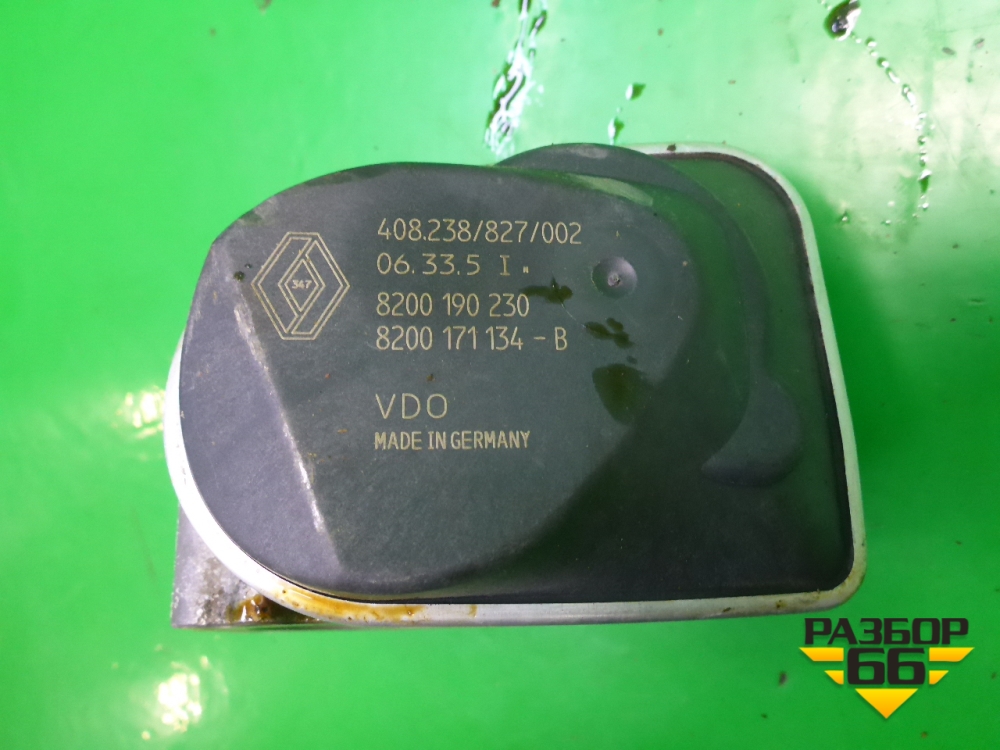 408.238/827/002
06.33.5 I
347
8200 190 230
8200 171 134 - B
VDO
MADE IN GERMANY
РАЗБОР
66